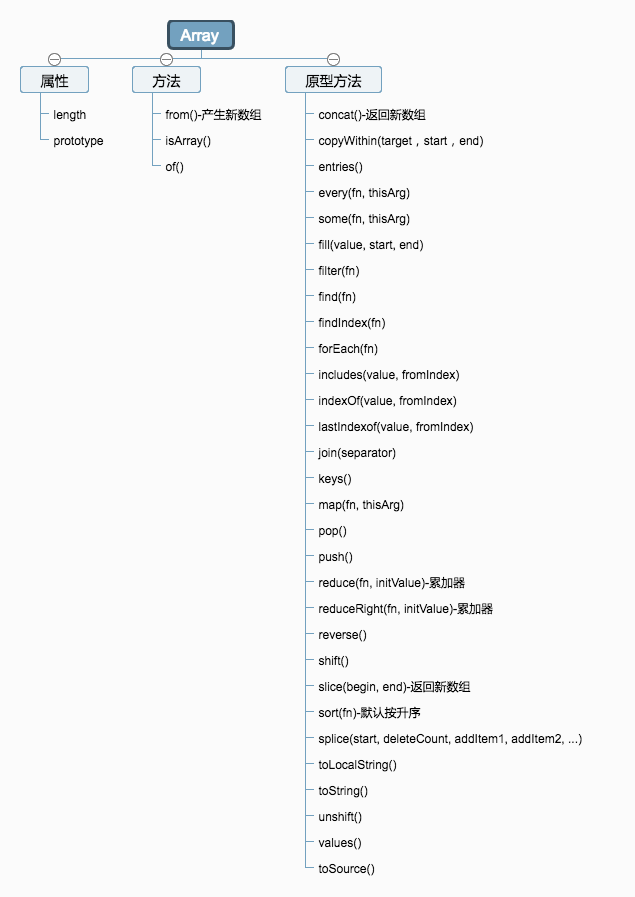 Array
属性
方法
原型方法
length
prototype
from()-产生新数组
isArray()
of()
concat()-返回新数组
copyWithin(target，start，end)
entries()
every(fn, thisArg)
some(fn, thisArg)
fill(value, start, end)
filter(fn)
find(fn)
findIndex(fn)
forEach(fn)
includes(value, fromIndex)
indexOf(value, fromIndex)
lastIndexof(value, fromIndex)
join(separator)
keys()
map(fn, thisArg)
pop()
push()
reduce(fn, initValue)-累加器
reduceRight(fn, initValue)-累加器
reverse()
shift()
slice(begin, end)-返回新数组
sort(fn)-默认按升序
splice(start, deleteCount, addItem1, addItem2, ...)
toLocalString()
toString()
unshift()
values()
toSource()